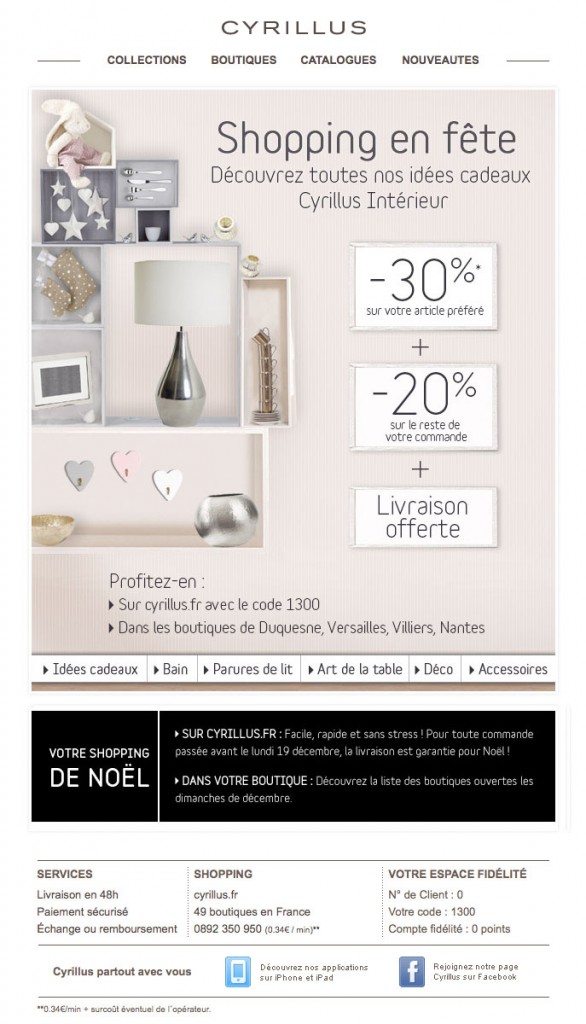 CYRILLUS
COLLECTIONS BOUTIQUES CATALOGUES NOUVEAUTES
Shopping en fête
Découvrez toutes nos idées cadeaux
Cyrillus Intérieur
-30%*
sur votre article préféré
+
-20%
sur le reste de
votre commande
+
Livraison
offerte
Profitez-en :
Sur cyrillus.fr avec le code 1300
Dans les boutiques de Duquesne, Versailles, Villiers, Nantes
Idées cadeaux Bain Parures de lit Art de la table Déco Accessoires
VOTRE SHOPPING
DE NOËL
SUR CYRILLUS.FR : Facile, rapide et sans stress ! Pour toute commande
passée avant le lundi 19 décembre, la livraison est garantie pour Noël !
DANS VOTRE BOUTIQUE : Découvrez la liste des boutiques ouvertes les
dimanches de décembre.
SERVICES
Livraison en 48h
Paiement sécurisé
Échange ou remboursement
SHOPPING
cyrillus.fr
49 boutiques en France
0892 350 950 (0.34€ / min)**
VOTRE ESPACE FIDÉLITÉ
N° de Client : 0
Votre code : 1300
Compte fidélité : 0 points
Cyrillus partout avec vous
Découvrez nos applications
sur iPhone et iPad
Rejoignez notre page
Cyrillus sur Facebook
**0.34€/min + surcoût éventuel de l´opérateur.